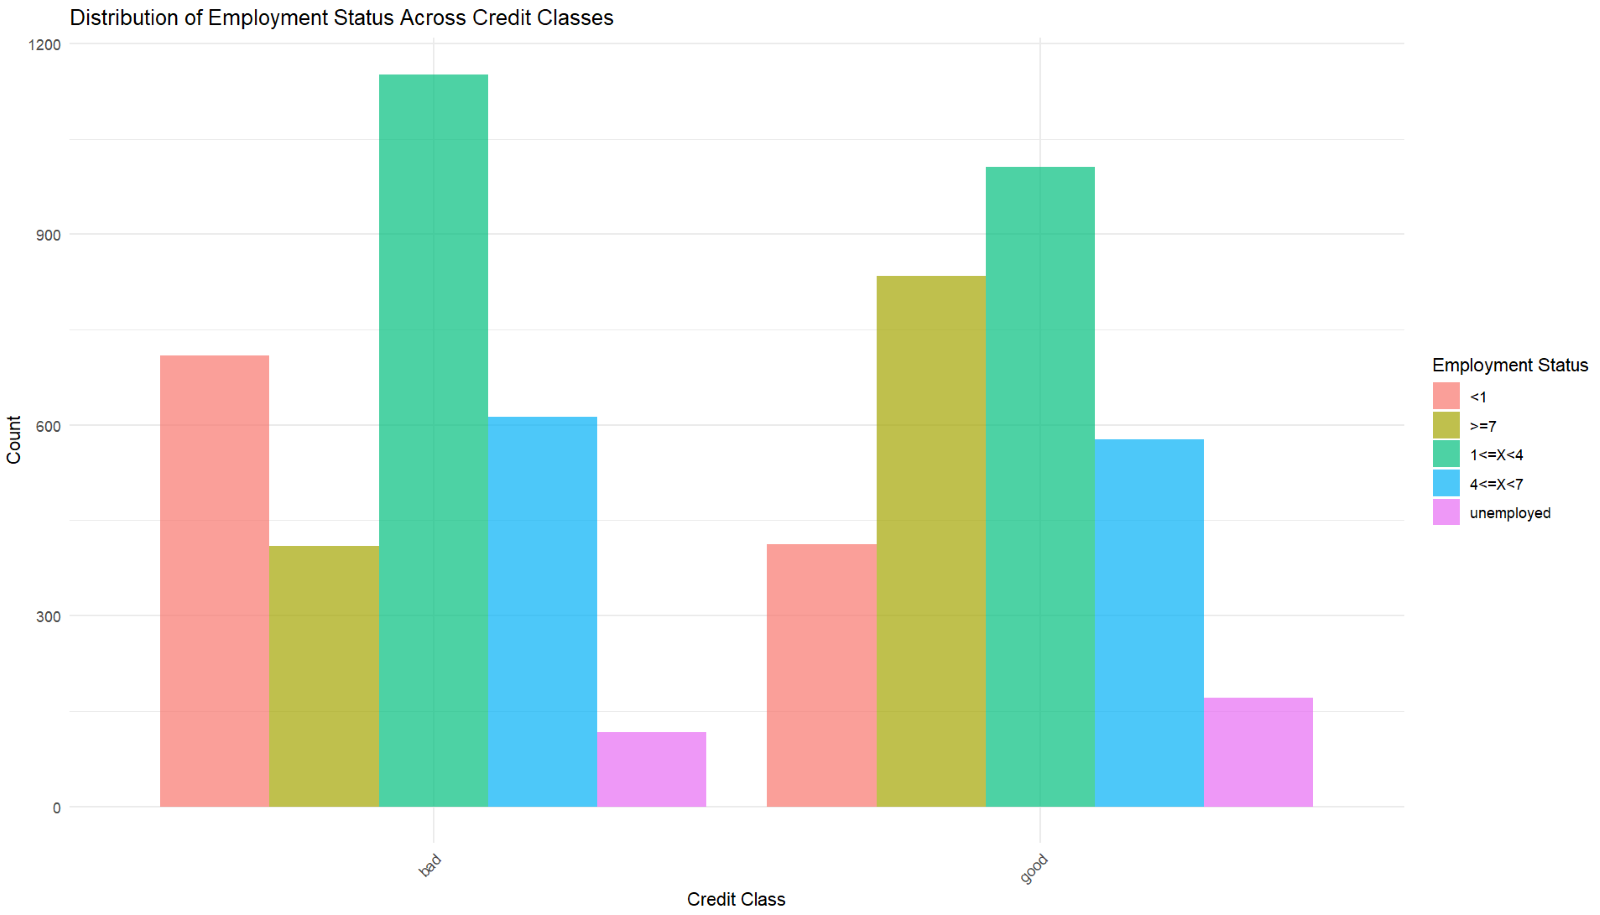 Distribution of Employment Status Across Credit Classes
1200
900
600
300
0
Count
bad
good
Credit Class
Employment Status
<1
>=7
1<=X<4
4<=X<7
unemployed